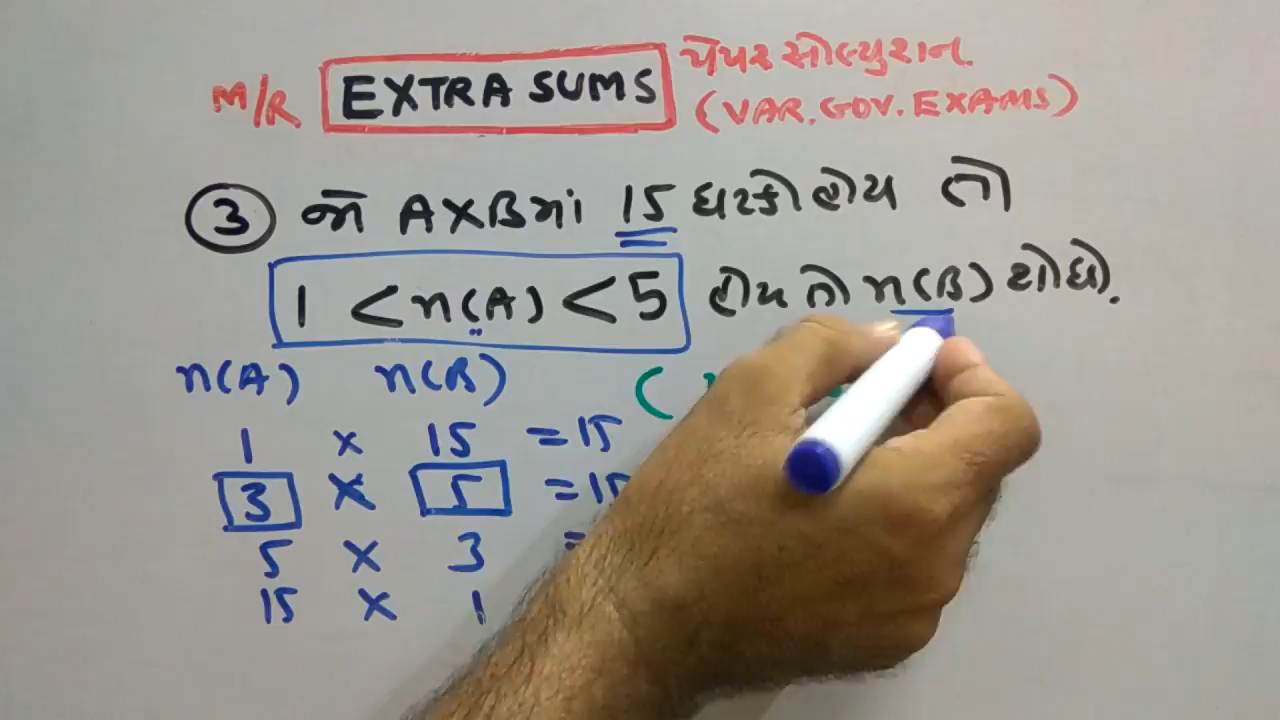 M/R EXTRA SUMS પેપર સોલ્યુશન
(VAR. GOV. EXAMS)
3 જો AXBમાં 15 ઘટકો હોય તો
1 < n(A) < 5 હોય તો n(B) શોધો.
n(A) n(B)
1 x 15 = 15
3 x 5 = 15
5 x 3 =
15 x 1